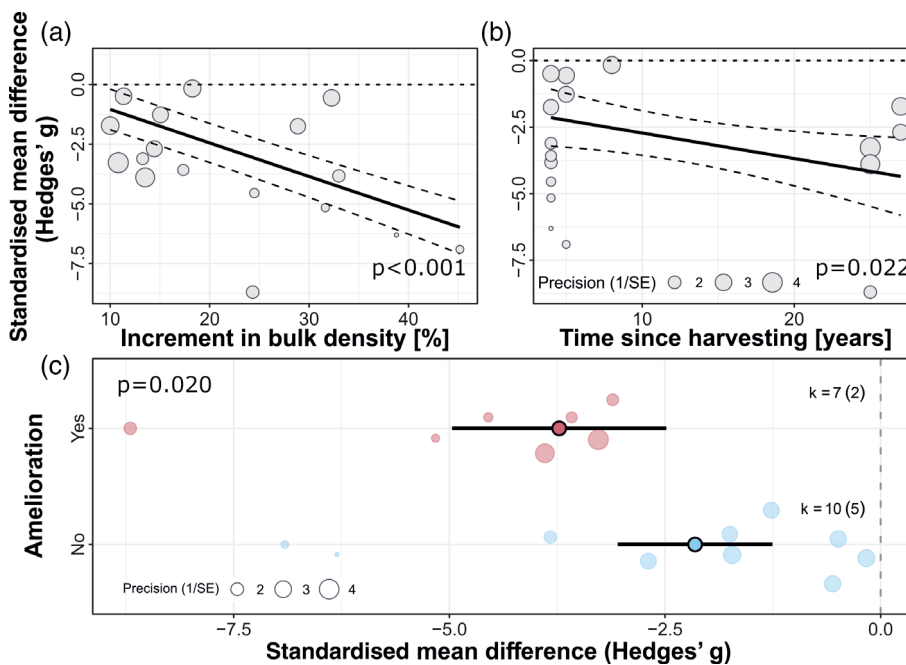 (a)
Standardised mean difference
(Hedges' g)
0.0
−2.5
−5.0
−7.5
p<0.001
10 20 30 40
Increment in bulk density [%]
(b)
0.0
−2.5
−5.0
−7.5
Precision (1/SE) 2 3 4
p=0.022
10 20
Time since harvesting [years]
(c)
p=0.020
k = 7 (2)
Amelioration
Yes
k = 10 (5)
No
Precision (1/SE) 2 3 4
−7.5 −5.0 −2.5 0.0
Standardised mean difference (Hedges' g)